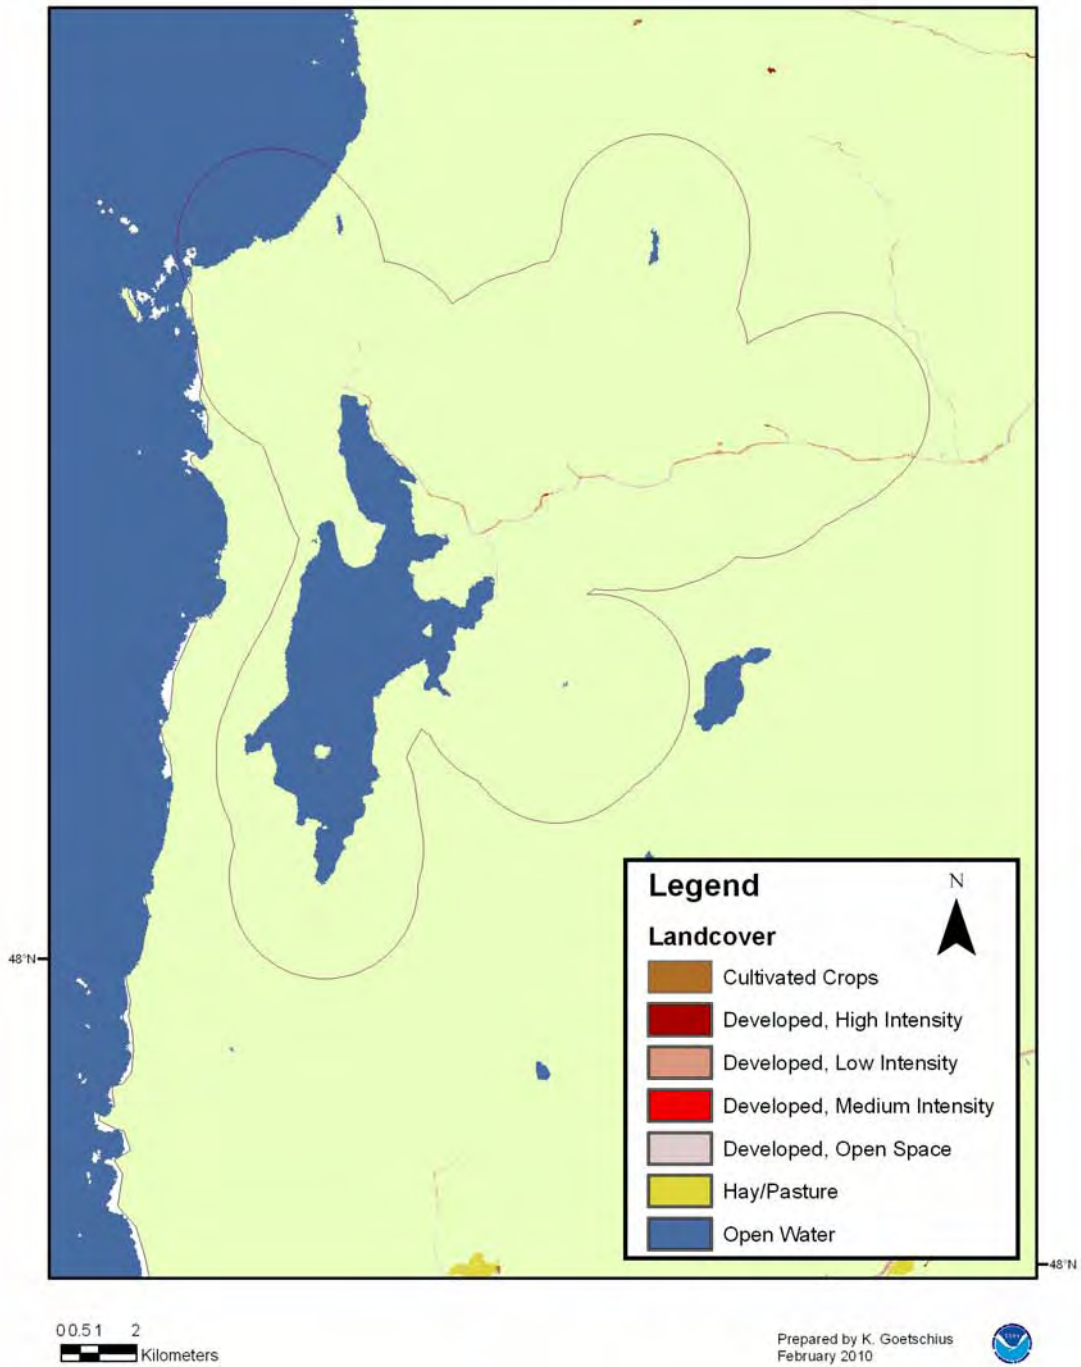 48°N
Legend
N
Landcover
Cultivated Crops
Developed, High Intensity
Developed, Low Intensity
Developed, Medium Intensity
Developed, Open Space
Hay/Pasture
Open Water
48°N
0 0.5 1 2
Kilometers
Prepared by K. Goetschius
February 2010